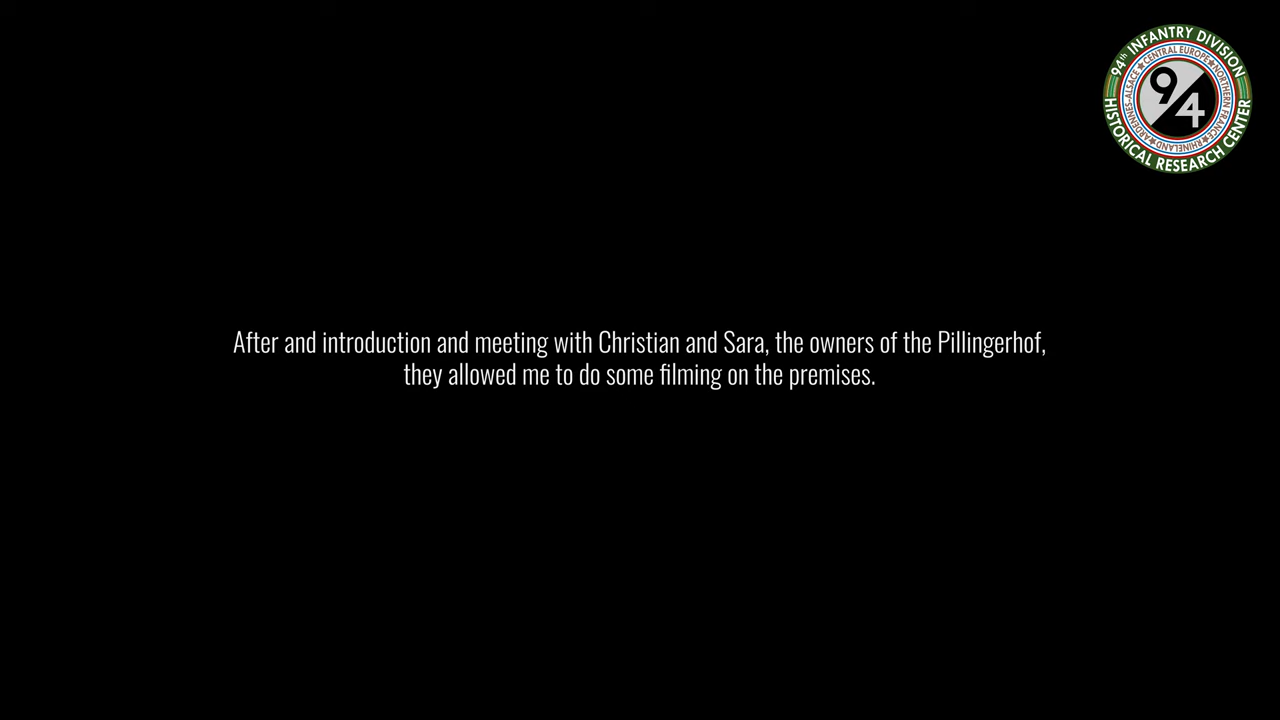 94th INFANTRY DIVISION
ARDENNES-ALSACE ★ CENTRAL EUROPE ★ NORTHERN FRANCE ★ RHINELAND ★
94
HISTORICAL RESEARCH CENTER
After and introduction and meeting with Christian and Sara, the owners of the Pillingerhof,
they allowed me to do some filming on the premises.